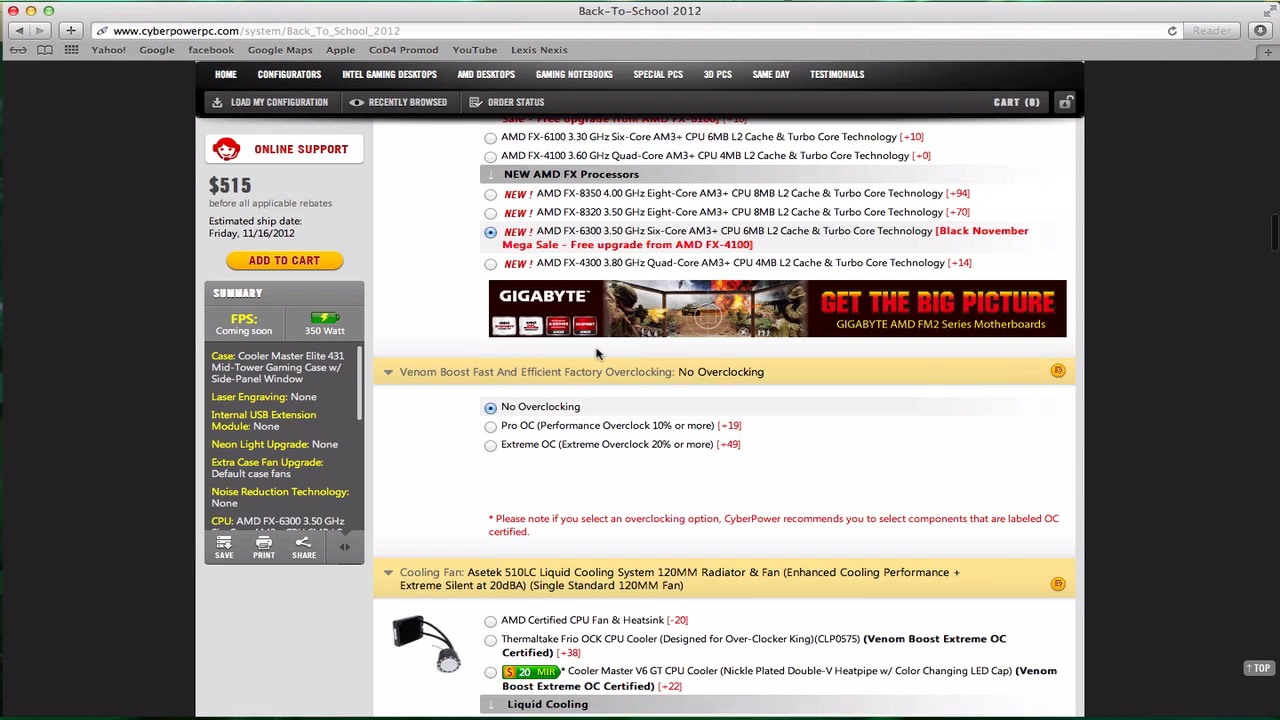 Back-To-School 2012
www.cyberpowerpc.com/system/Back_To_School_2012
Reader
Yahoo! Google facebook Google Maps Apple CoD4 Promod YouTube Lexis Nexis
HOME CONFIGURATORS INTEL GAMING DESKTOPS AMD DESKTOPS GAMING NOTEBOOKS SPECIAL PCS 3D PCS SAME DAY TESTIMONIALS
LOAD MY CONFIGURATION RECENTLY BROWSED ORDER STATUS CART (0)
ONLINE SUPPORT
$515
before all applicable rebates
Estimated ship date:
Friday, 11/16/2012
ADD TO CART
SUMMARY
FPS:
Coming soon
350 Watt
Case: Cooler Master Elite 431
Mid-Tower Gaming Case w/
Side-Panel Window
Laser Engraving: None
Internal USB Extension
Module: None
Neon Light Upgrade: None
Extra Case Fan Upgrade:
Default case fans
Noise Reduction Technology:
None
CPU: AMD FX-6300 3.50 GHz
SAVE PRINT SHARE
Sale - Free upgrade from AMD FX-6100] [+10]
AMD FX-6100 3.30 GHz Six-Core AM3+ CPU 6MB L2 Cache & Turbo Core Technology [+10]
AMD FX-4100 3.60 GHz Quad-Core AM3+ CPU 4MB L2 Cache & Turbo Core Technology [+0]
NEW AMD FX Processors
NEW ! AMD FX-8350 4.00 GHz Eight-Core AM3+ CPU 8MB L2 Cache & Turbo Core Technology [+94]
NEW ! AMD FX-8320 3.50 GHz Eight-Core AM3+ CPU 8MB L2 Cache & Turbo Core Technology [+70]
NEW ! AMD FX-6300 3.50 GHz Six-Core AM3+ CPU 6MB L2 Cache & Turbo Core Technology [Black November
Mega Sale - Free upgrade from AMD FX-4100]
NEW ! AMD FX-4300 3.80 GHz Quad-Core AM3+ CPU 4MB L2 Cache & Turbo Core Technology [+14]
GIGABYTE™
GET THE BIG PICTURE
GIGABYTE AMD FM2 Series Motherboards
Venom Boost Fast And Efficient Factory Overclocking: No Overclocking
No Overclocking
Pro OC (Performance Overclock 10% or more) [+19]
Extreme OC (Extreme Overclock 20% or more) [+49]
* Please note if you select an overclocking option, CyberPower recommends you to select components that are labeled OC
certified.
Cooling Fan: Asetek 510LC Liquid Cooling System 120MM Radiator & Fan (Enhanced Cooling Performance +
Extreme Silent at 20dBA) (Single Standard 120MM Fan)
AMD Certified CPU Fan & Heatsink [-20]
Thermaltake Frio OCK CPU Cooler (Designed for Over-Clocker King)(CLP0575) (Venom Boost Extreme OC
Certified) [+38]
$ 20 MIR * Cooler Master V6 GT CPU Cooler (Nickle Plated Double-V Heatpipe w/ Color Changing LED Cap) (Venom
Boost Extreme OC Certified) [+22]
Liquid Cooling
↑ TOP